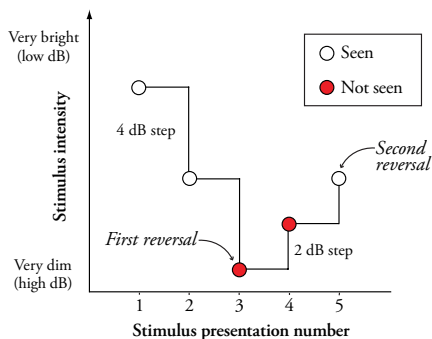 Very bright
(low dB)
Seen
Not seen
4 dB step
Stimulus intensity
Second
reversal
First reversal
2 dB step
Very dim
(high dB)
1 2 3 4 5
Stimulus presentation number